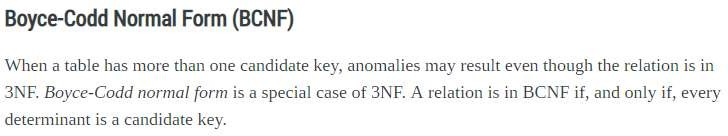 Boyce-Codd Normal Form (BCNF)
When a table has more than one candidate key, anomalies may result even though the relation is in
3NF. Boyce-Codd normal form is a special case of 3NF. A relation is in BCNF if, and only if, every
determinant is a candidate key.